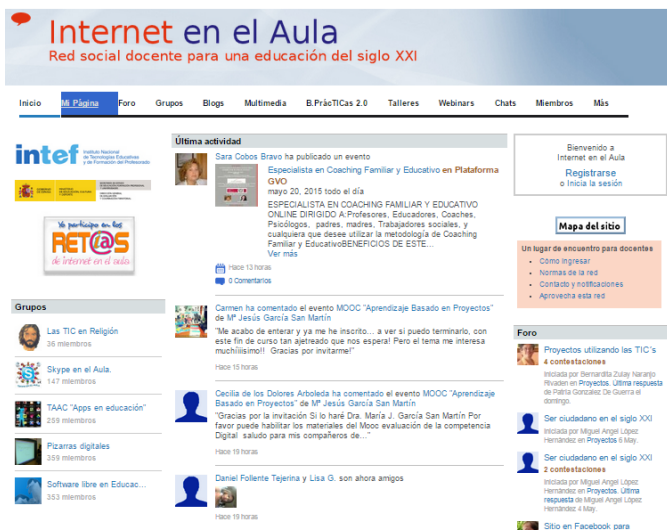 Internet en el Aula
Red social docente para una educación del siglo XXI
Inicio Mi Página Foro Grupos Blogs Multimedia B.PràcTICas 2.0 Talleres Webinars Chats Miembros Más
intef
Instituto Nacional
de Tecnologías Educativas
y de Formación del Profesorado
Yo participo en los
RET@S
de internet en el aula
Grupos
Las TIC en Religión
36 miembros
Skype en el Aula.
147 miembros
TAAC "Apps en educación"
259 miembros
Pizarras digitales
359 miembros
Software libre en Educac...
353 miembros
Última actividad
Sara Cobos Bravo ha publicado un evento
Especialista en Coaching Familiar y Educativo en Plataforma
GVO
mayo 20, 2015 todo el día
ESPECIALISTA EN COACHING FAMILIAR Y EDUCATIVO
ONLINE DIRIGIDO A:Profesores, Educadores, Coaches,
Psicólogos, padres, madres, Trabajadores sociales, y
cualquiera que desee utilizar la metodología de Coaching
Familiar y EducativoBENEFICIOS DE ESTE...
Ver más
Hace 13 horas
0 Comentarios
Carmen ha comentado el evento MOOC "Aprendizaje Basado en Proyectos"
de Mª Jesús García San Martín
"Me acabo de enterar y ya me he inscrito... a ver si puedo terminarlo, con
este fin de curso tan ajetreado que nos espera! Pero el tema me interesa
muchíiisimo!! Gracias por invitarme!"
Hace 15 horas
Cecilia de los Dolores Arboleda ha comentado el evento MOOC "Aprendizaje
Basado en Proyectos" de Mª Jesús García San Martín
"Gracias por la invitación Si lo haré Dra. María J. García San Martín Por
favor puede habilitar los materiales del Mooc evaluación de la competencia
Digital saludo para mis compañeros de..."
Hace 19 horas
Daniel Follente Tejerina y Lisa G. son ahora amigos
Hace 19 horas
Bienvenido a
Internet en el Aula
Registrarse
o Inicia la sesión
Mapa del sitio
Un lugar de encuentro para docentes
Cómo ingresar
Normas de la red
Contacto y notificaciones
Aprovecha esta red
Foro
Proyectos utilizando las TIC's
4 contestaciones
Iniciada por Bernardita Zulay Naranjo
Rivaden en Proyectos. Última respuesta
de Patria Gonzalez De Guerra el
domingo.
Ser ciudadano en el siglo XXI
Iniciada por Miguel Angel López
Hernández en Proyectos 6 May.
Ser ciudadano en el siglo XXI
2 contestaciones
Iniciada por Miguel Angel López
Hernández en Proyectos. Última
respuesta de Miguel Angel López
Hernández 4 May.
Sitio en Facebook para